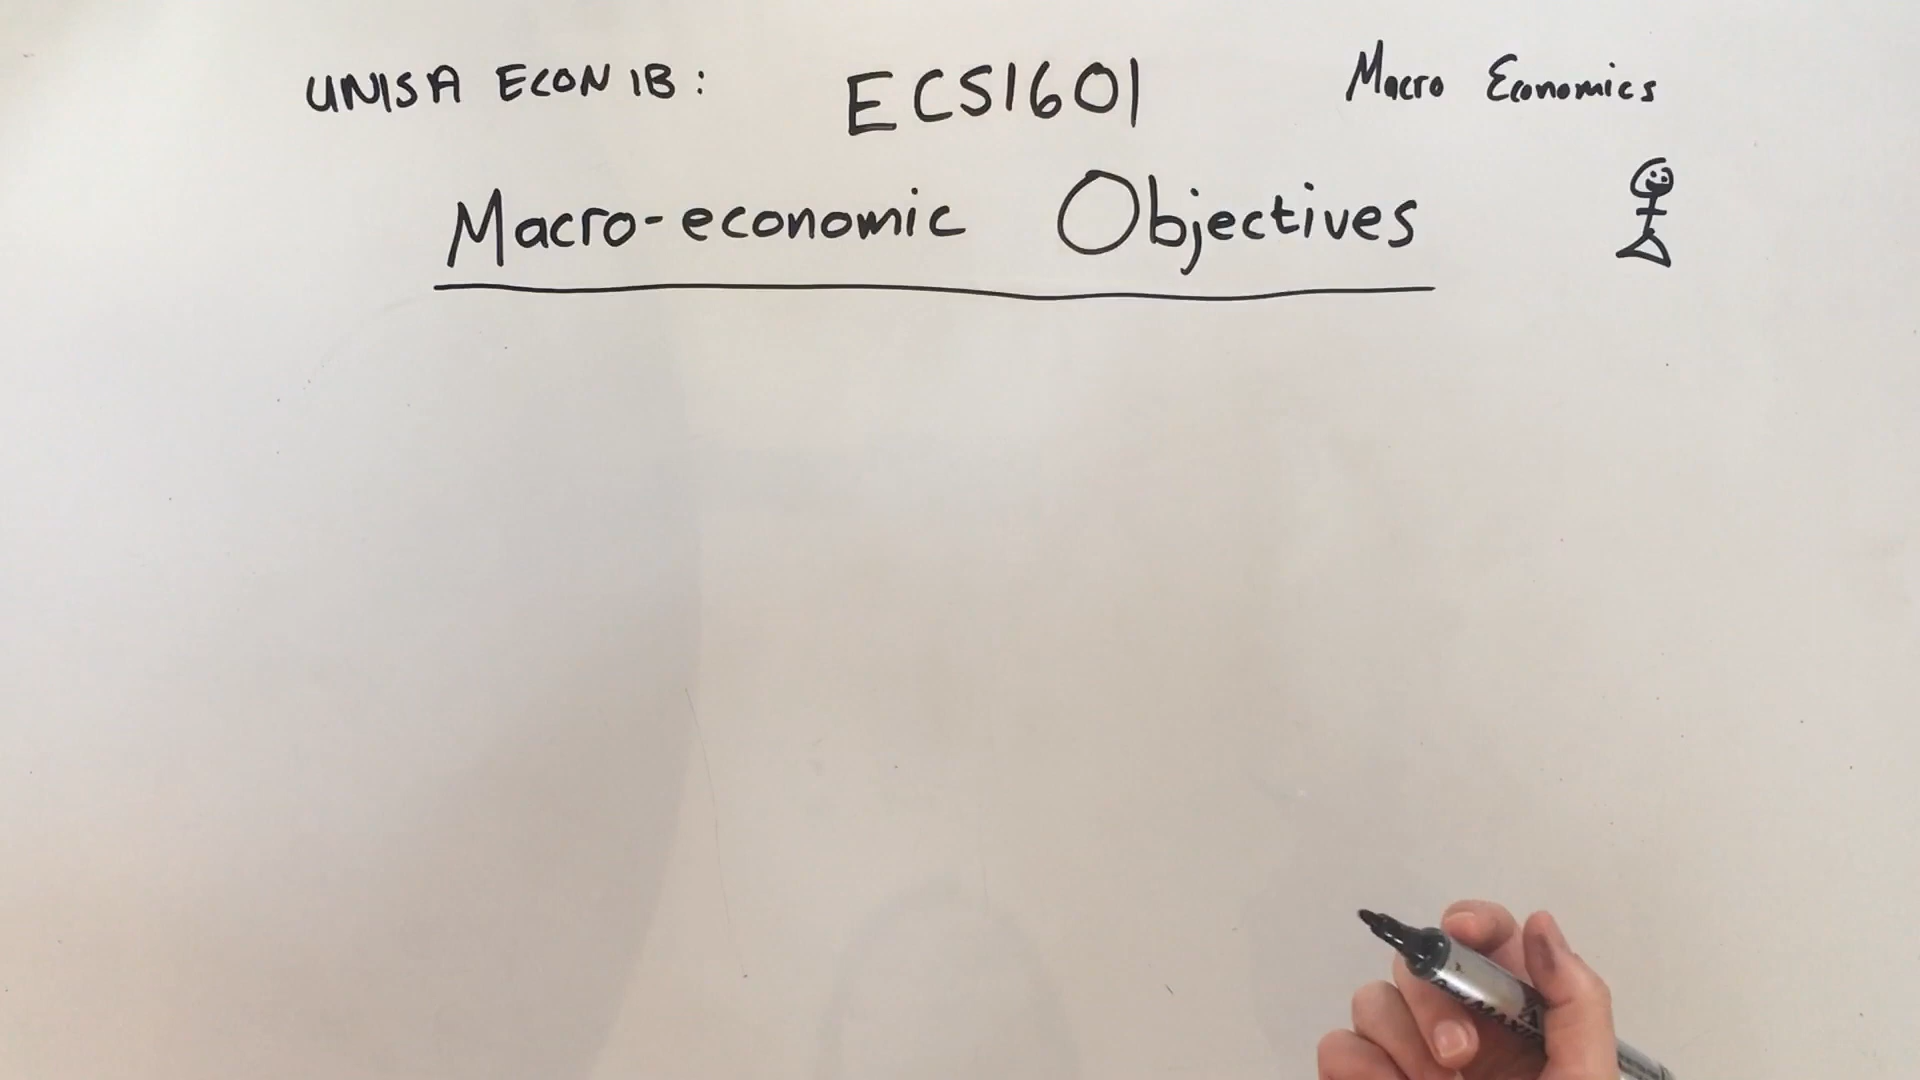 UNISA ECON 1B: ECS1601 Macro Economics
Macro-economic Objectives